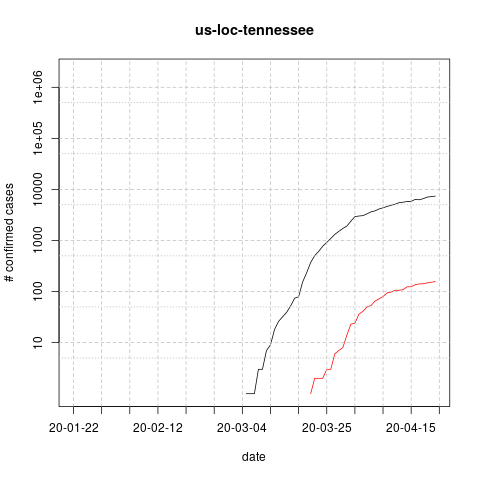 us-loc-tennessee
# confirmed cases
1e+06
1e+05
10000
1000
100
10
20-01-22 20-02-12 20-03-04 20-03-25 20-04-15
date